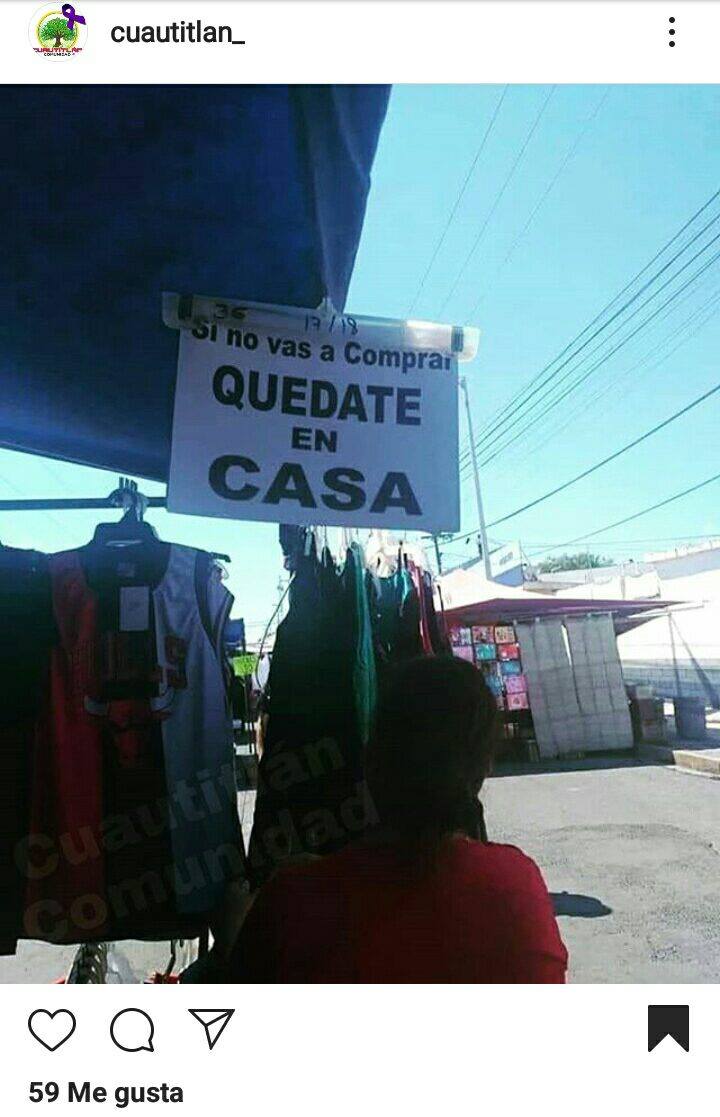 cuautitlan_
36
17/18
Si no vas a Comprar
QUEDATE
EN
CASA
Cuautitlán
Comunidad
59 Me gusta